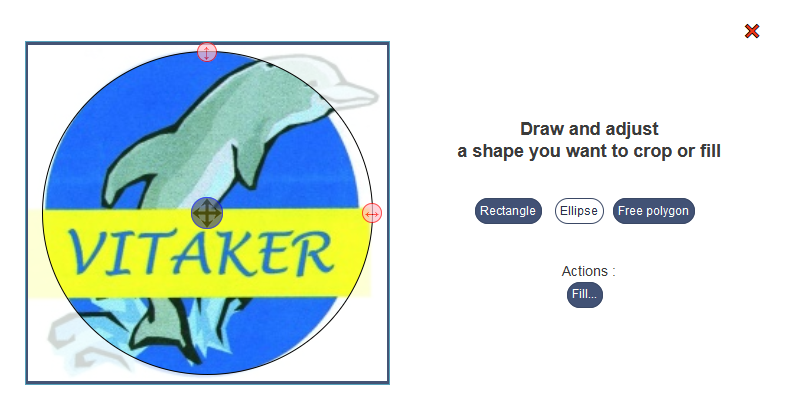 VITAKER
Draw and adjust
a shape you want to crop or fill
Rectangle
Ellipse
Free polygon
Actions :
Fill...